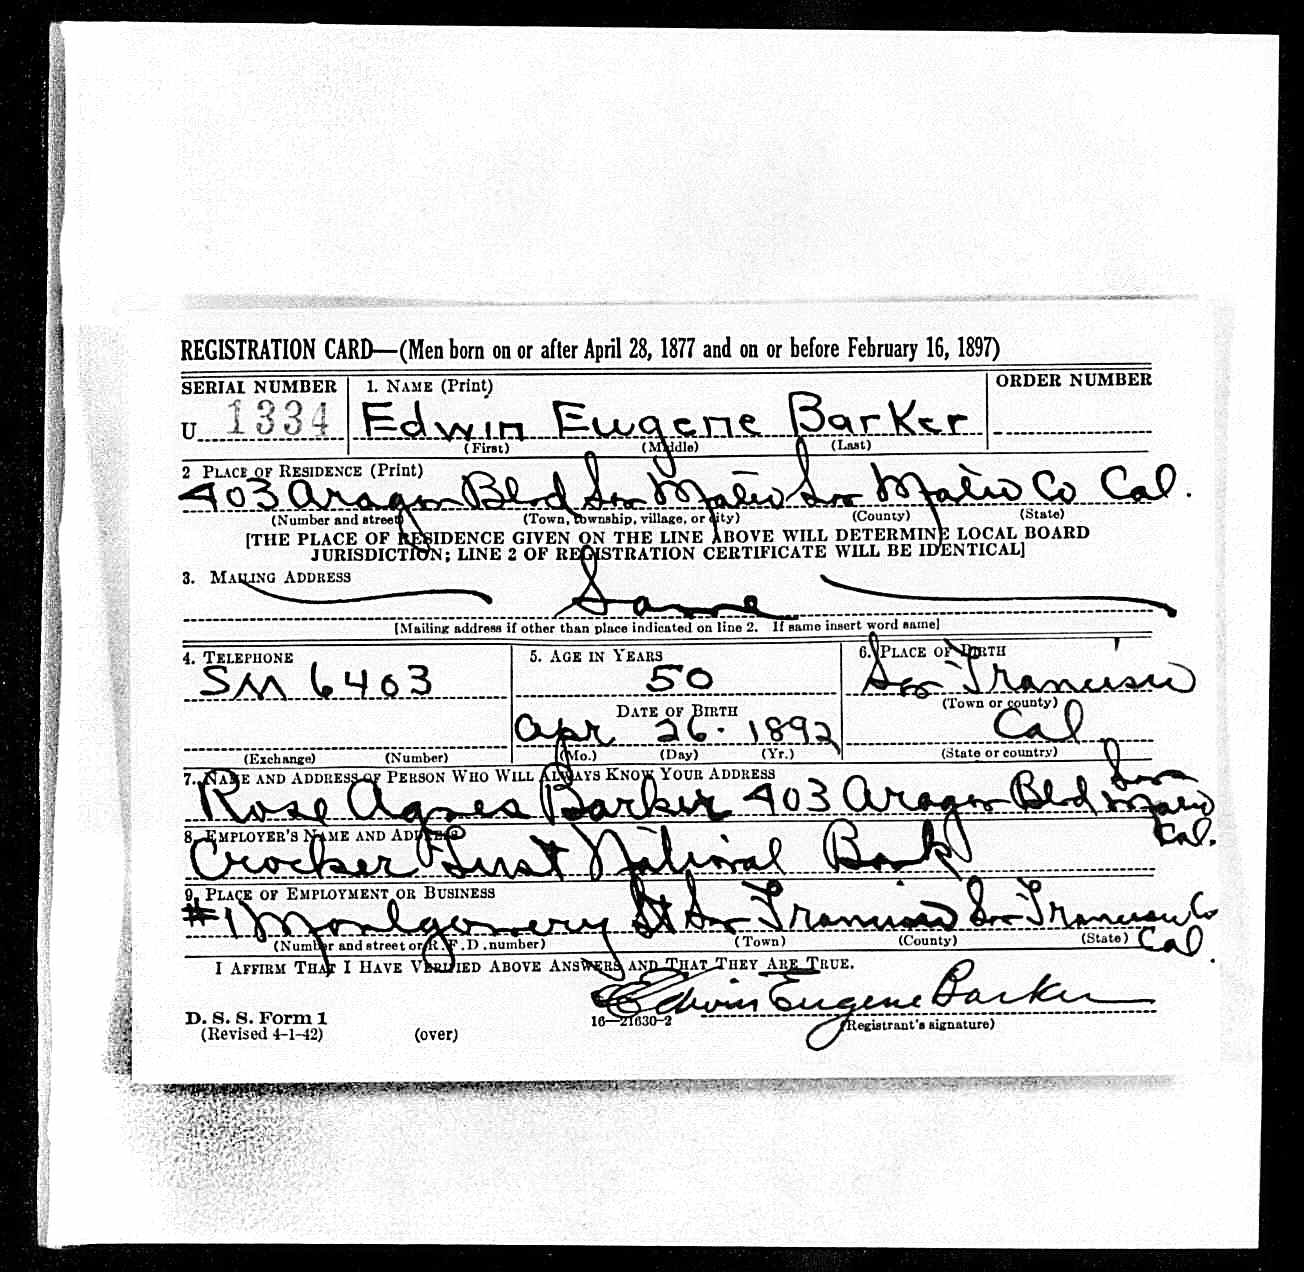 REGISTRATION CARD—(Men born on or after April 28, 1877 and on or before February 16, 1897)
SERIAL NUMBER
1. NAME (Print)
ORDER NUMBER
U 1334
Edwin Eugene Barker
(First) (Middle) (Last)
2 PLACE OF RESIDENCE (Print)
403 Aragon Blvd San Mateo San Mateo Co Cal.
(Number and street) (Town, township, village, or city) (County) (State)
[THE PLACE OF RESIDENCE GIVEN ON THE LINE ABOVE WILL DETERMINE LOCAL BOARD
JURISDICTION; LINE 2 OF REGISTRATION CERTIFICATE WILL BE IDENTICAL]
3. MAILING ADDRESS
Same
[Mailing address if other than place indicated on line 2. If same insert word same]
4. TELEPHONE
SM 6403
(Exchange) (Number)
5. AGE IN YEARS
50
DATE OF BIRTH
Apr 26. 1892
(Mo.) (Day) (Yr.)
6. PLACE OF BIRTH
San Francisco
(Town or county)
Cal
(State or country)
7. NAME AND ADDRESS OF PERSON WHO WILL ALWAYS KNOW YOUR ADDRESS
Rose Agnes Barker 403 Aragon Blvd San Mateo Cal.
8. EMPLOYER'S NAME AND ADDRESS
Crocker First National Bank
9. PLACE OF EMPLOYMENT OR BUSINESS
#1 Montgomery St San Francisco San Francisco Co Cal.
(Number and street or R. F. D. number) (Town) (County) (State)
I AFFIRM THAT I HAVE VERIFIED ABOVE ANSWERS AND THAT THEY ARE TRUE.
Edwin Eugene Barker
D. S. S. Form 1
(Revised 4-1-42)
(over)
16—21630-2
(Registrant's signature)